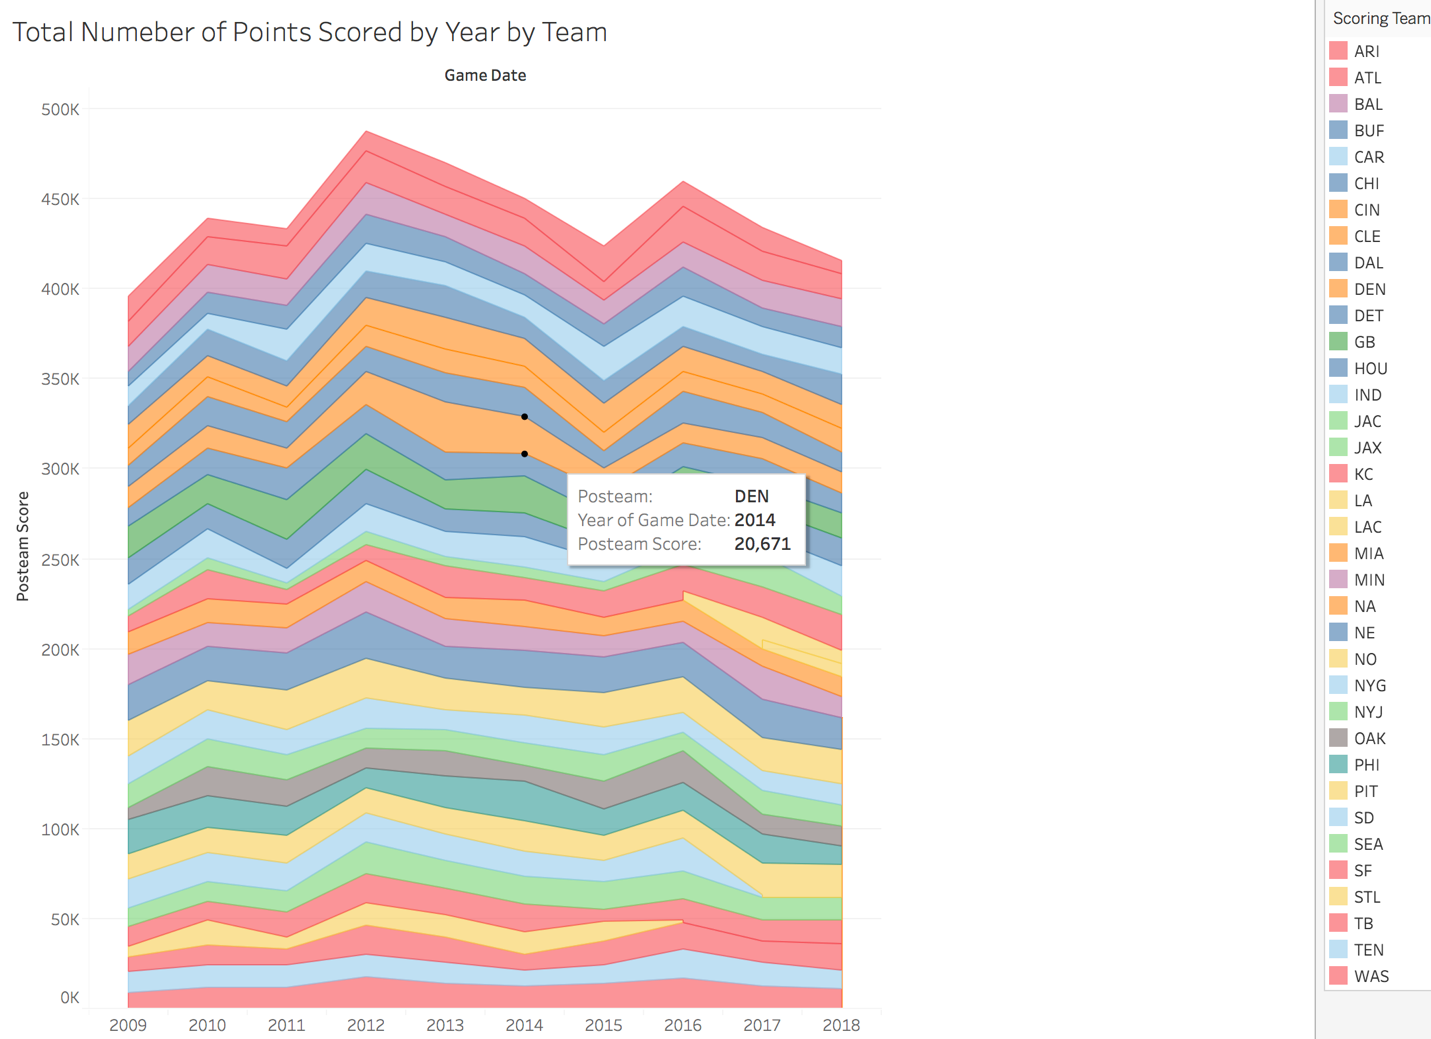 Total Numeber of Points Scored by Year by Team
Game Date
Posteam Score
500K
450K
400K
350K
300K
250K
200K
150K
100K
50K
0K
Posteam: DEN
Year of Game Date: 2014
Posteam Score: 20,671
2009 2010 2011 2012 2013 2014 2015 2016 2017 2018
Scoring Team
ARI
ATL
BAL
BUF
CAR
CHI
CIN
CLE
DAL
DEN
DET
GB
HOU
IND
JAC
JAX
KC
LA
LAC
MIA
MIN
NA
NE
NO
NYG
NYJ
OAK
PHI
PIT
SD
SEA
SF
STL
TB
TEN
WAS